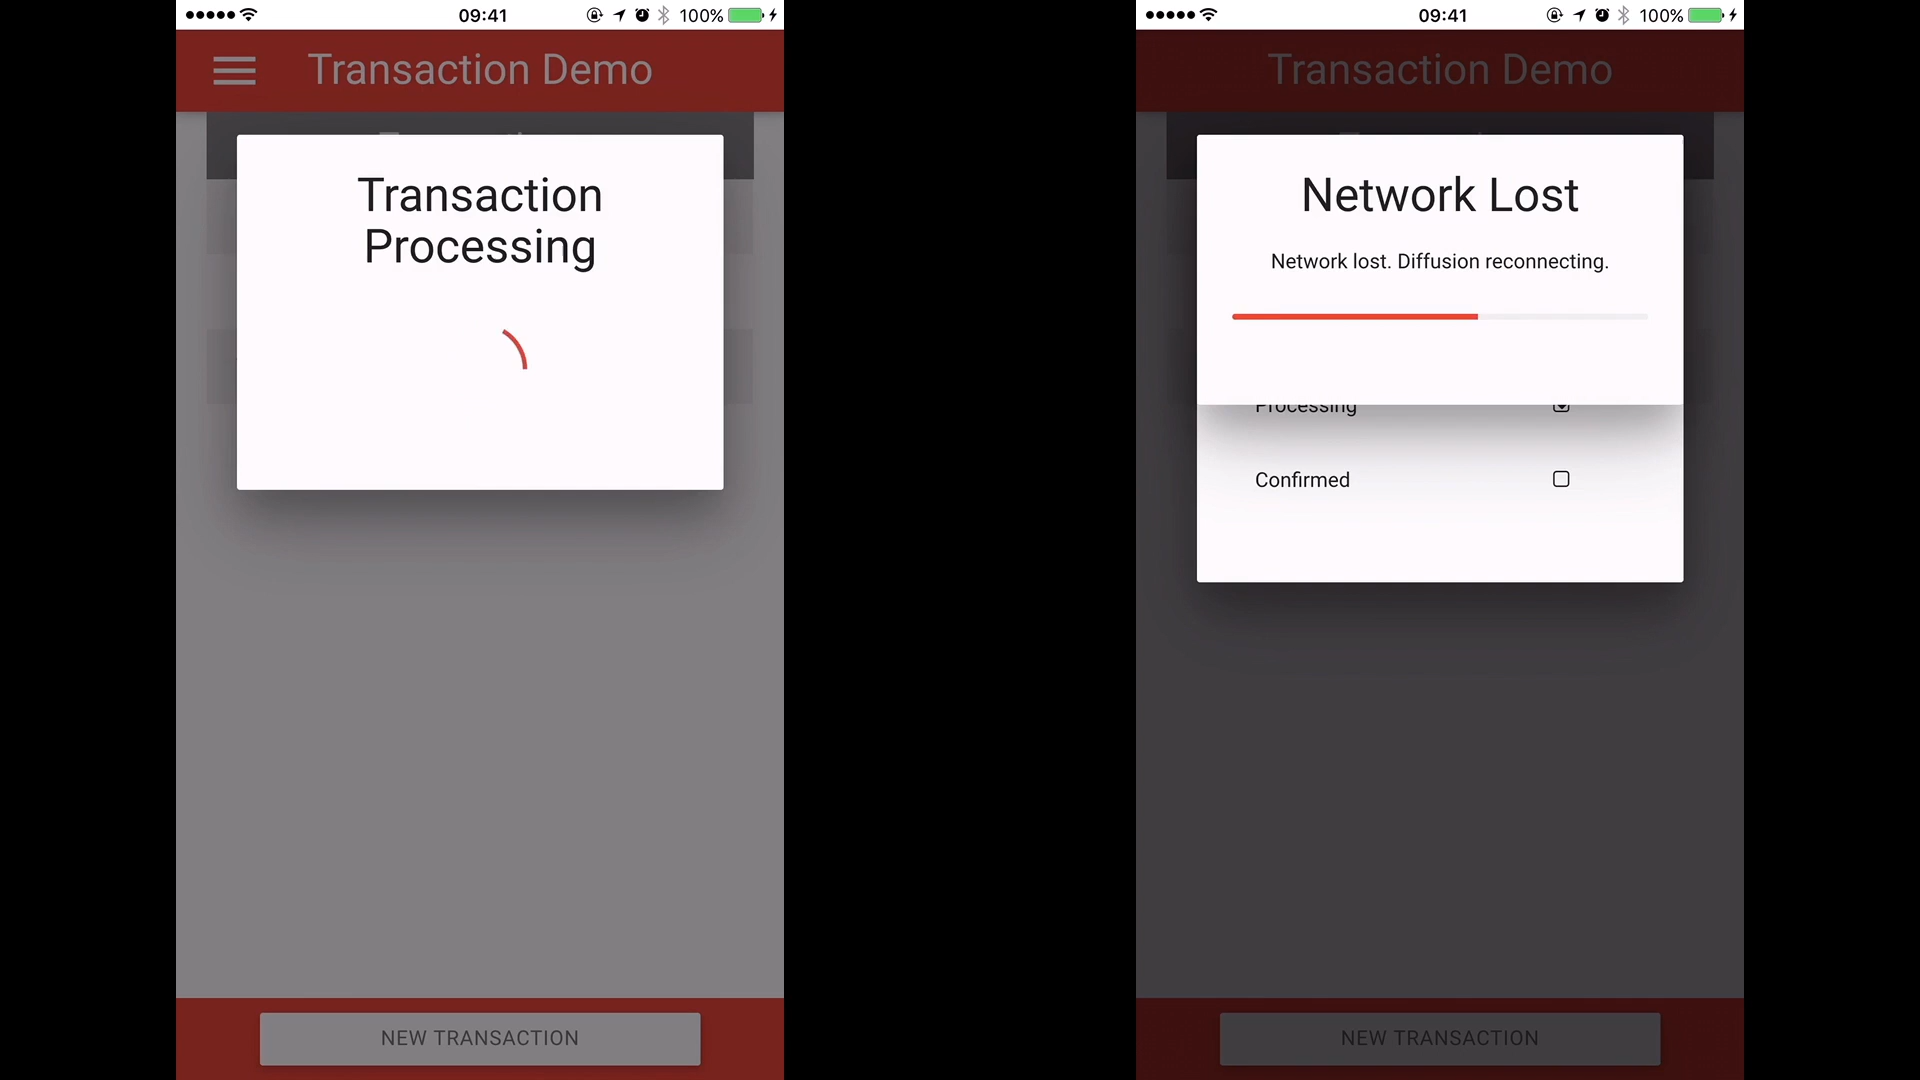 09:41
100%
Transaction Demo
Transaction
Processing
NEW TRANSACTION
09:41
100%
Transaction Demo
Network Lost
Network lost. Diffusion reconnecting.
Processing
Confirmed
NEW TRANSACTION